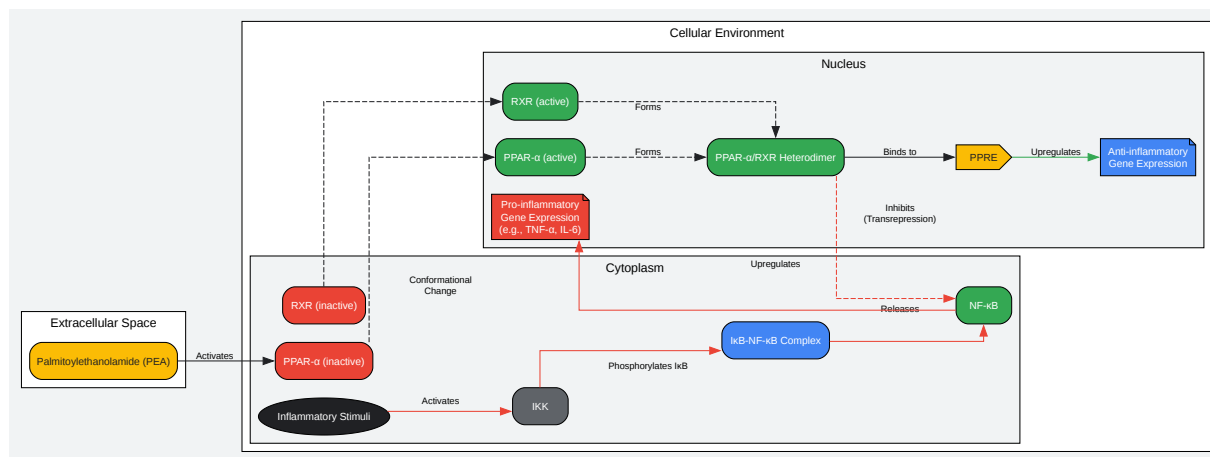 Cellular Environment
Nucleus
RXR (active)
Forms
PPAR-α (active)
Forms
PPAR-α/RXR Heterodimer
Binds to
PPRE
Upregulates
Anti-inflammatory
Gene Expression
Pro-inflammatory
Gene Expression
(e.g., TNF-α, IL-6)
Inhibits
(Transrepression)
Cytoplasm
Upregulates
Conformational
Change
RXR (inactive)
NF-κB
Releases
Extracellular Space
Palmitoylethanolamide (PEA)
Activates
PPAR-α (inactive)
IκB-NF-κB Complex
Phosphorylates IκB
Inflammatory Stimuli
Activates
IKK